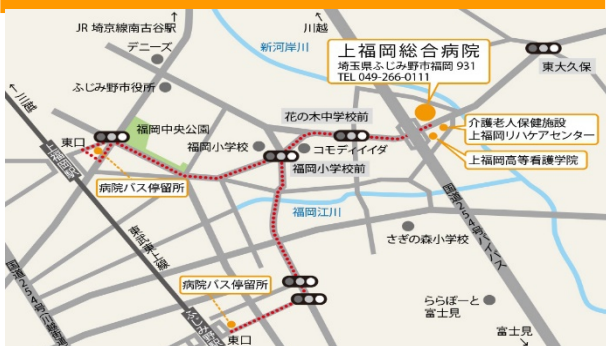 JR 埼京線南古谷駅
川越
新河岸川
上福岡総合病院
埼玉県ふじみ野市福岡 931
TEL 049-266-0111
東大久保
デニーズ
ふじみ野市役所
川越
東口
福岡中央公園
花の木中学校前
福岡小学校
コモディイイダ
福岡小学校前
介護老人保健施設
上福岡リハケアセンター
上福岡高等看護学院
上福岡駅
病院バス停留所
福岡江川
国道254号バイパス
さぎの森小学校
東武東上線
病院バス停留所
国道254号川越街道
ふじみ野駅
東口
ららぽーと
富士見
富士見